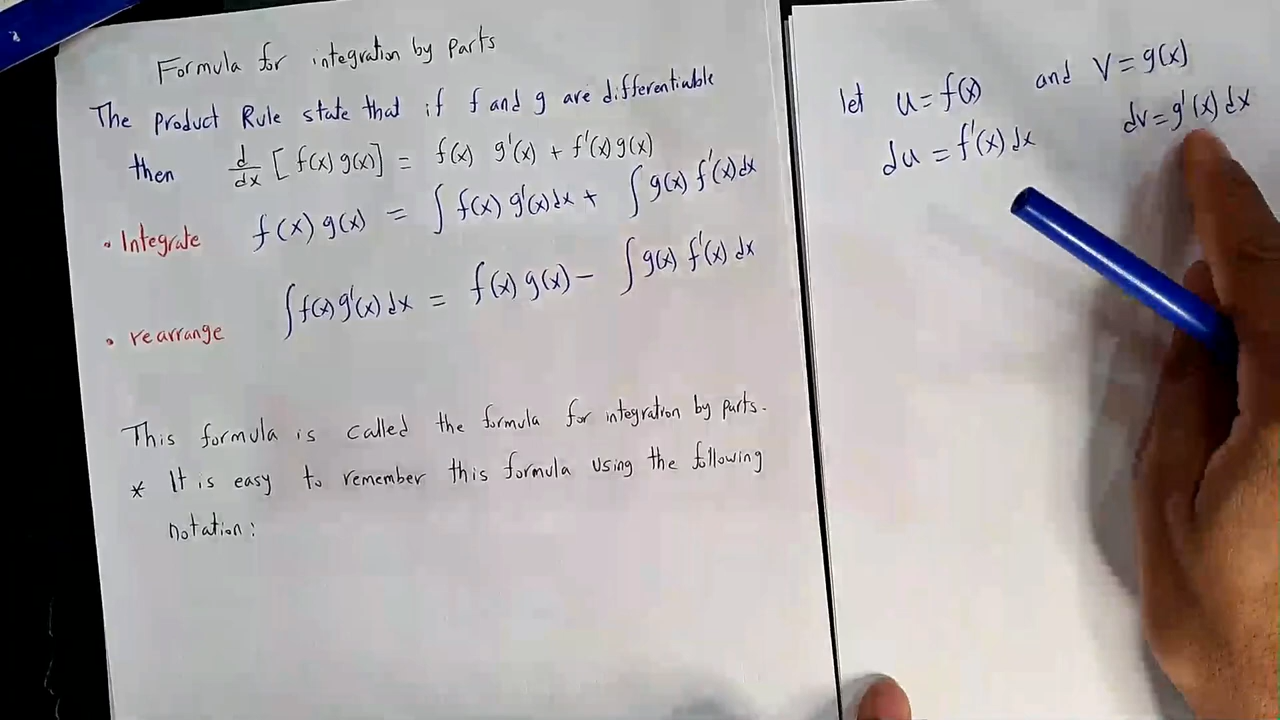 Formula for integration by parts
The Product Rule state that if f and g are differentiable
then d/dx [ f(x) g(x) ] = f(x) g'(x) + f'(x) g(x)
• Integrate f(x) g(x) = ∫ f(x) g'(x) dx + ∫ g(x) f'(x) dx
• rearrange ∫ f(x) g'(x) dx = f(x) g(x) − ∫ g(x) f'(x) dx
This formula is called the formula for integration by parts.
* It is easy to remember this formula using the following
notation:
let u = f(x) and V = g(x)
du = f'(x) dx dv = g'(x) dx